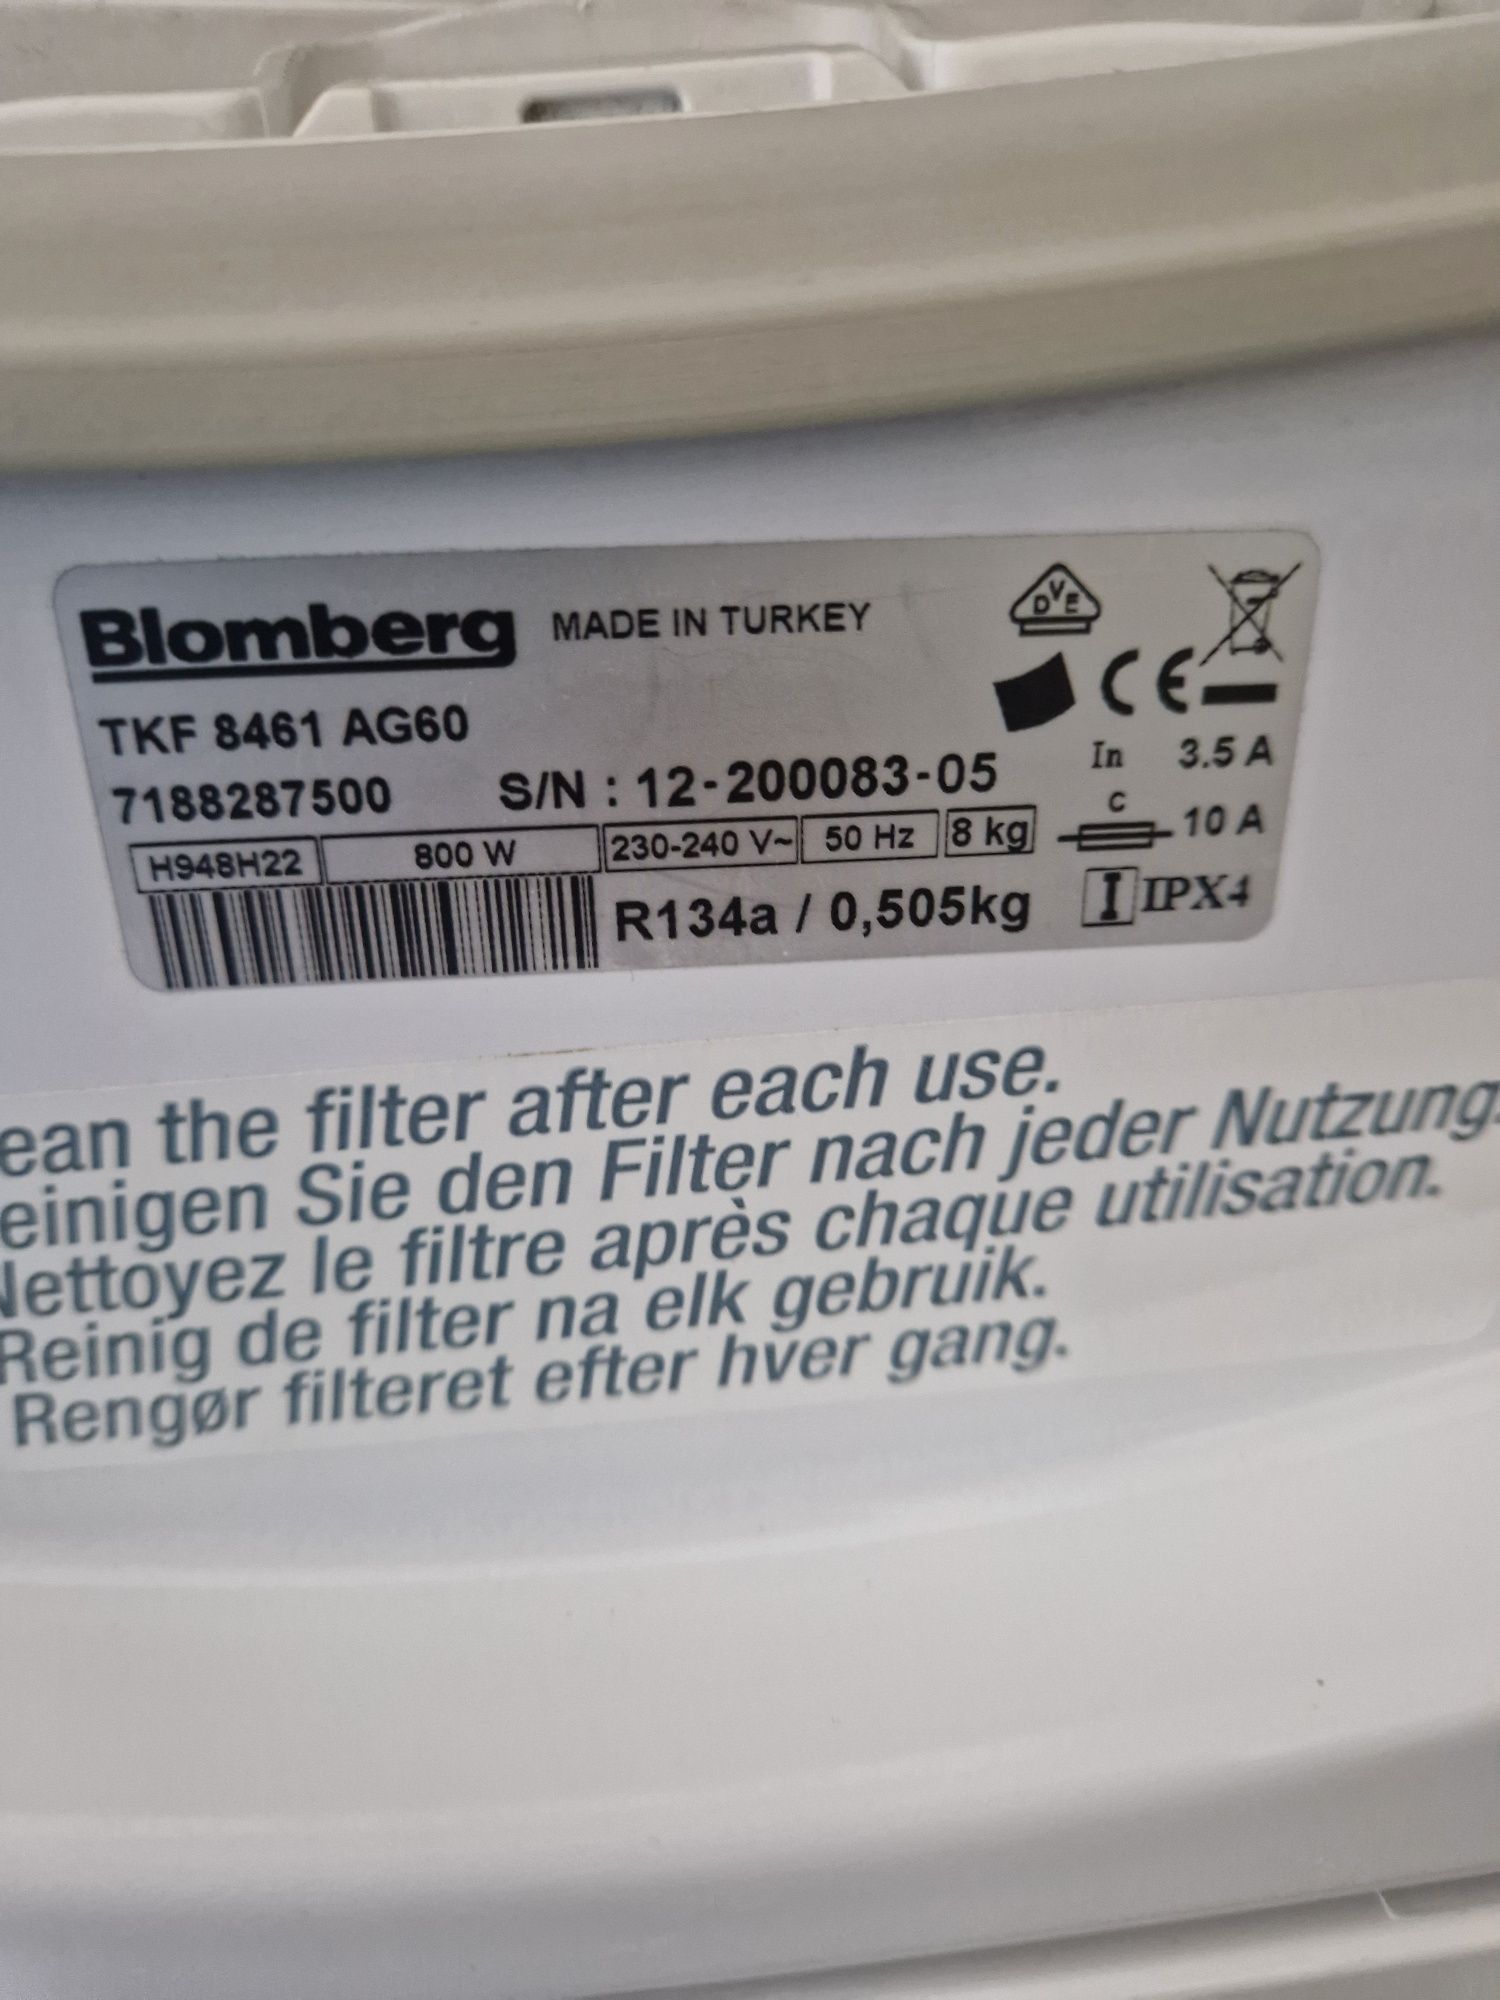 Blomberg MADE IN TURKEY
DVE
CE
TKF 8461 AG60
In 3.5 A
7188287500 S/N : 12-200083-05
C
10 A
H948H22 800 W 230-240 V~ 50 Hz 8 kg
R134a / 0,505kg
I IPX4
ean the filter after each use.
einigen Sie den Filter nach jeder Nutzung.
Nettoyez le filtre après chaque utilisation.
Reinig de filter na elk gebruik.
Rengør filteret efter hver gang.